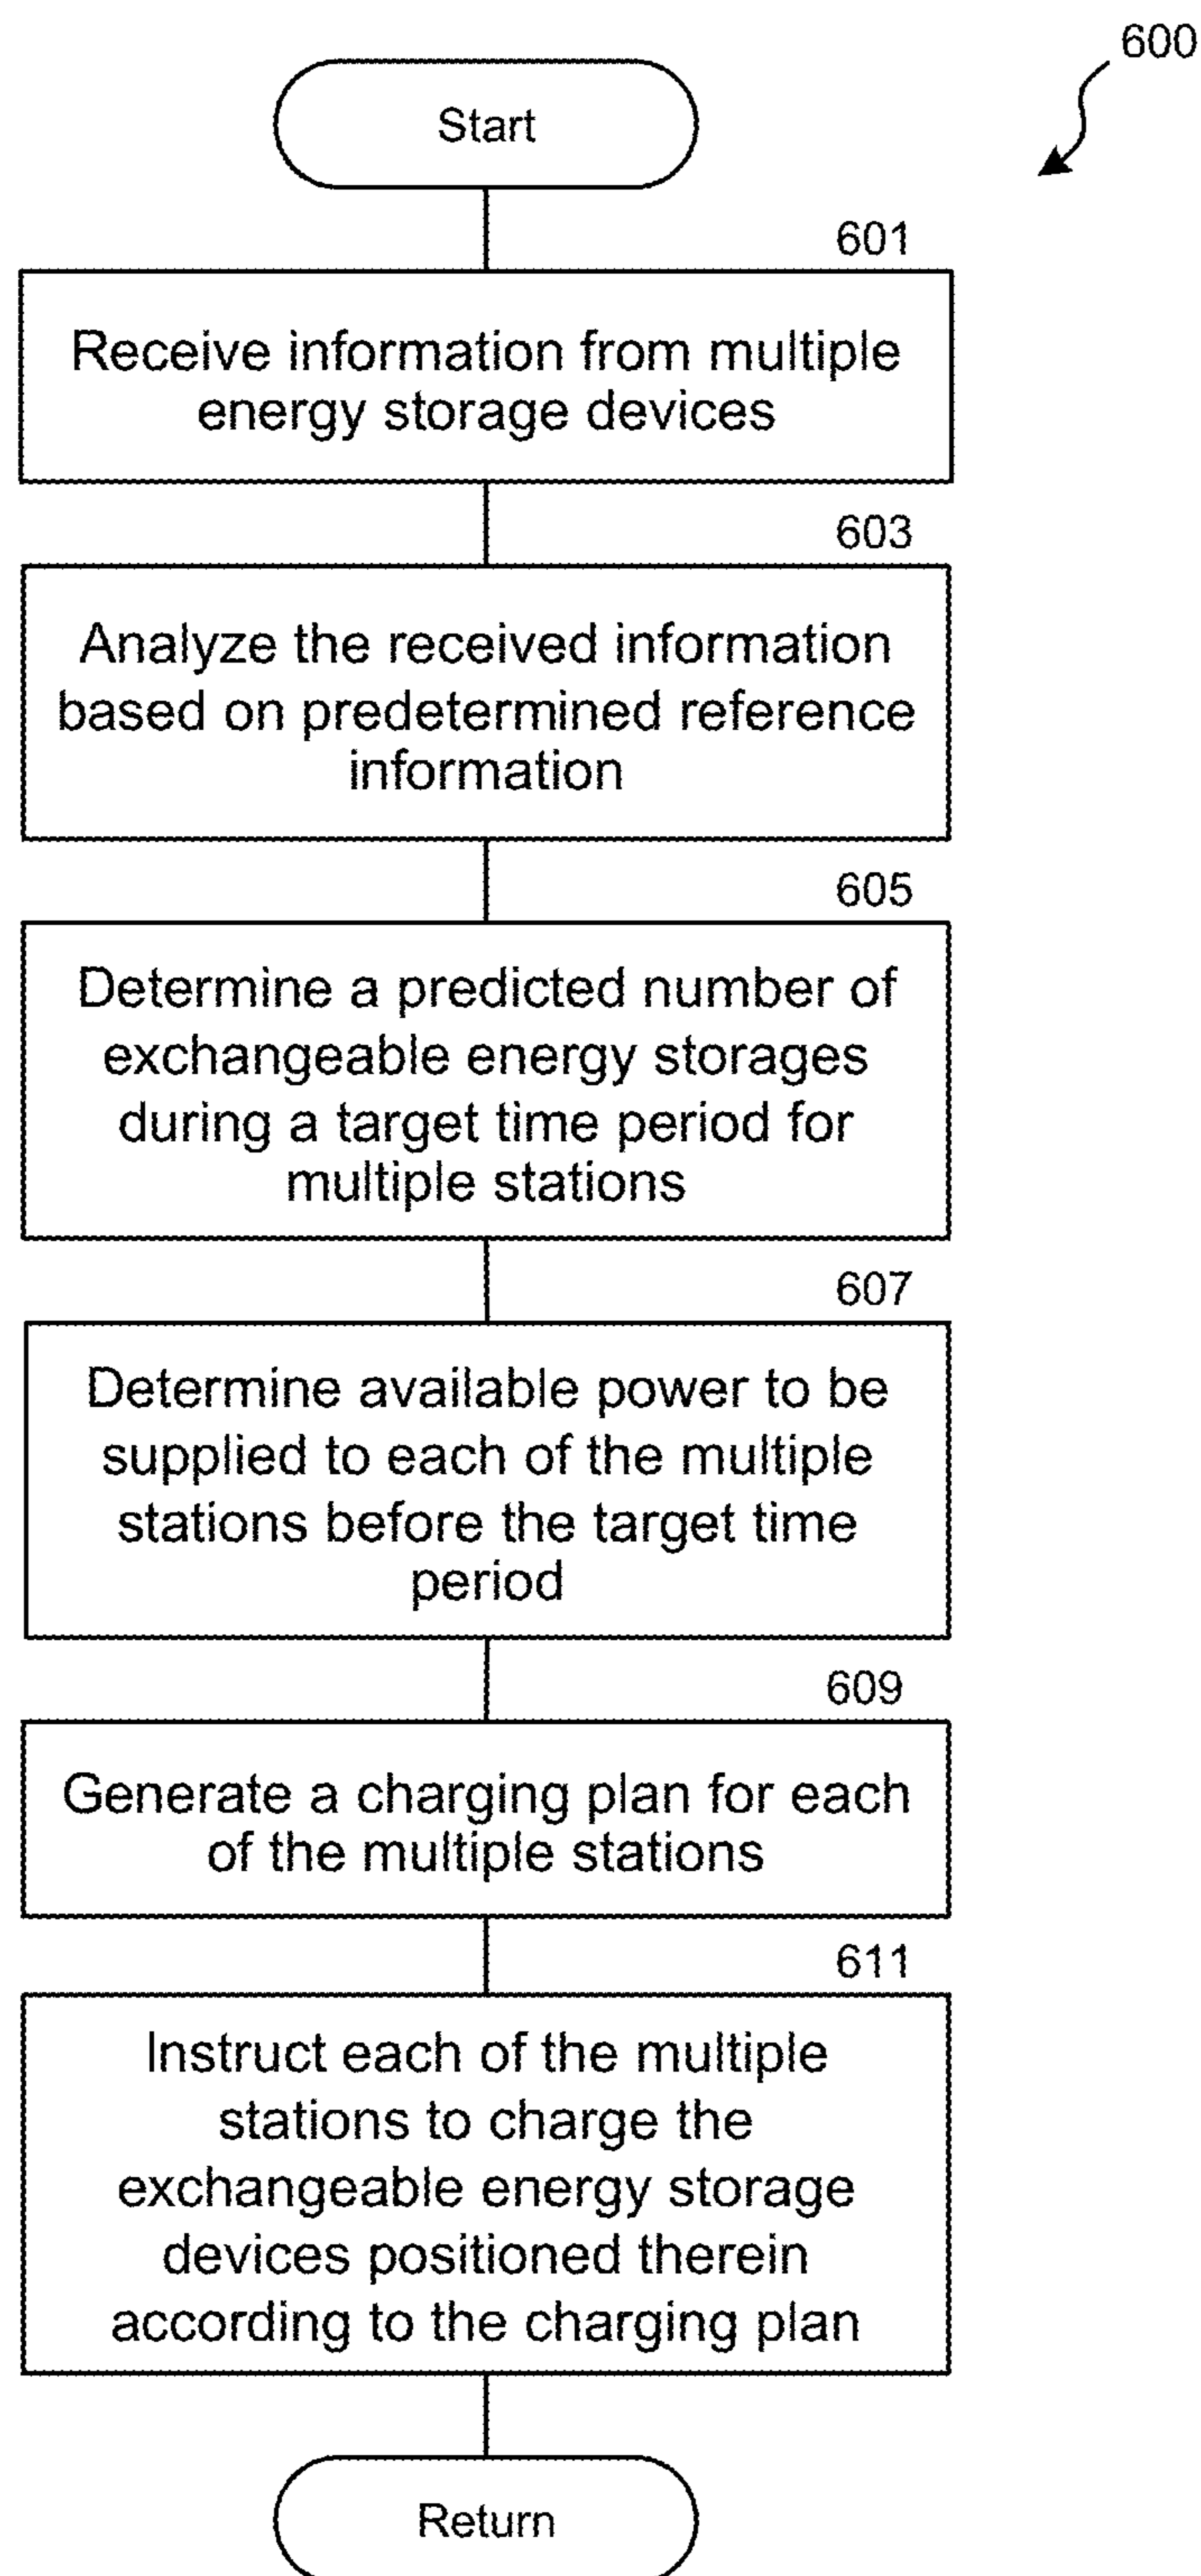 600
Start
601
Receive information from multiple
energy storage devices
603
Analyze the received information
based on predetermined reference
information
605
Determine a predicted number of
exchangeable energy storages
during a target time period for
multiple stations
607
Determine available power to be
supplied to each of the multiple
stations before the target time
period
609
Generate a charging plan for each
of the multiple stations
611
Instruct each of the multiple
stations to charge the
exchangeable energy storage
devices positioned therein
according to the charging plan
Return